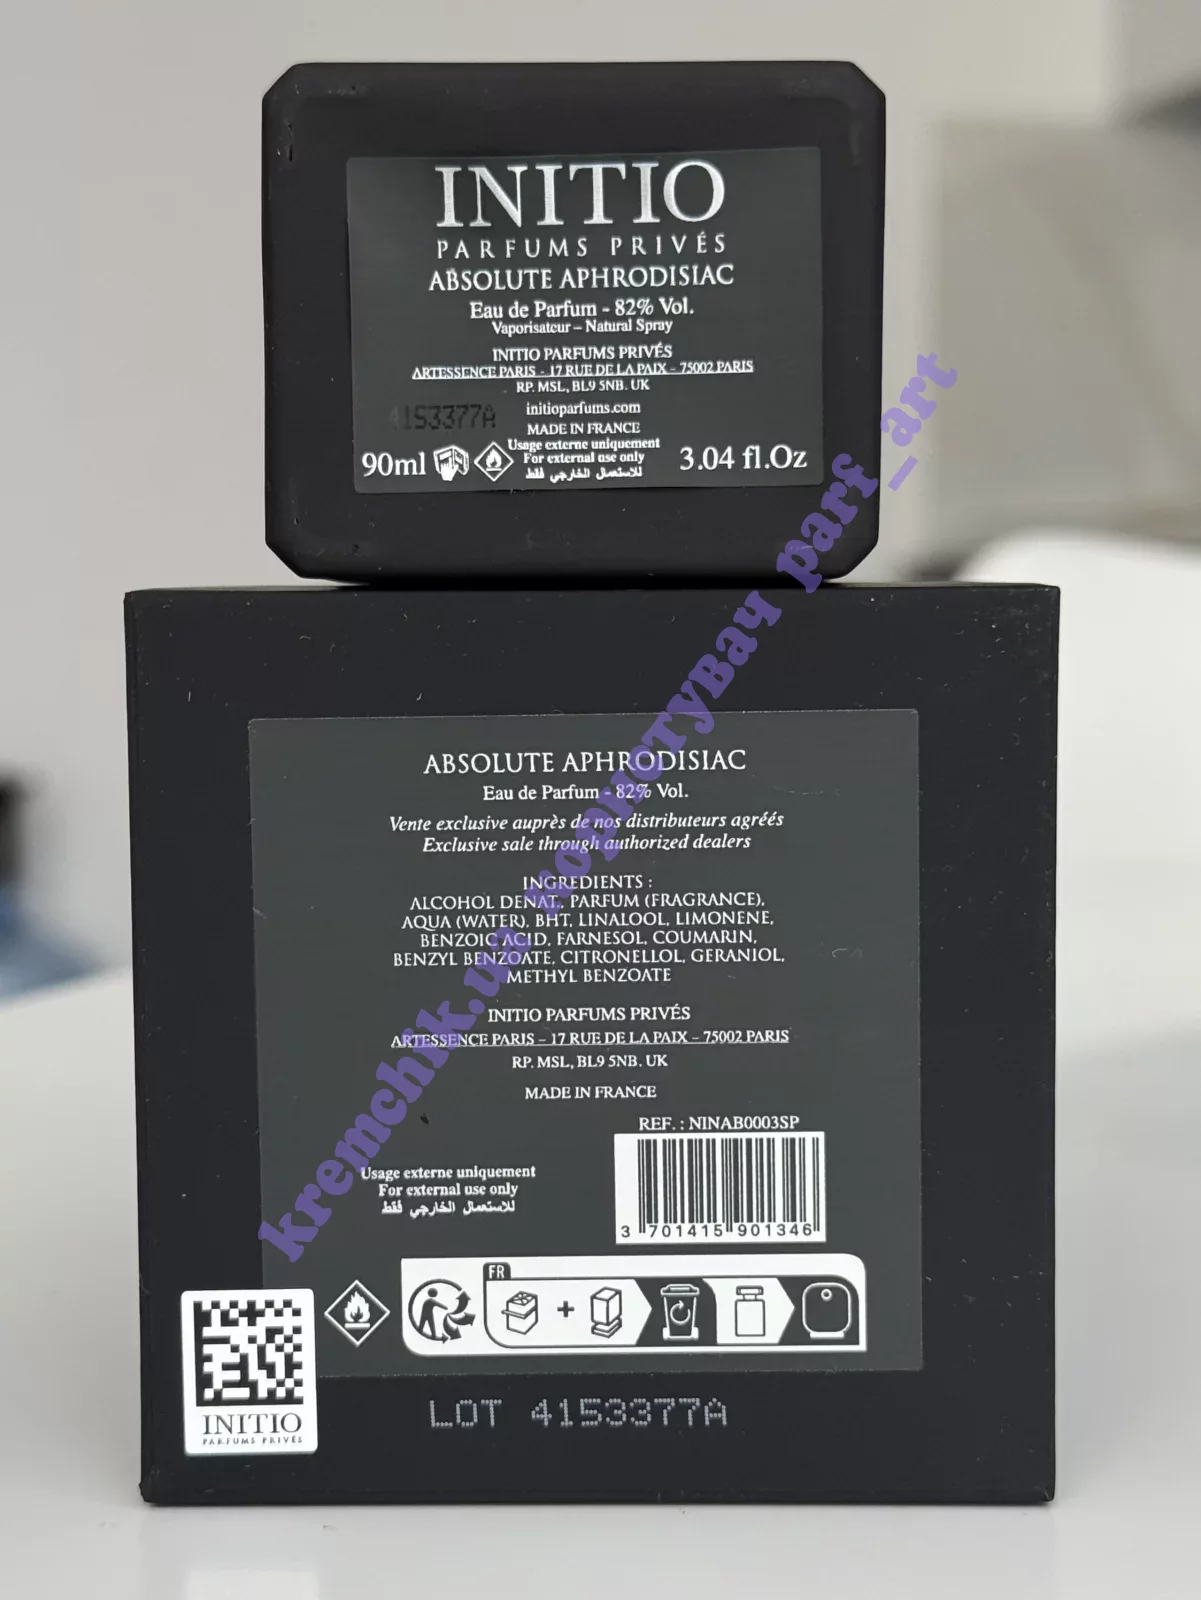 INITIO
PARFUMS PRIVÉS
ABSOLUTE APHRODISIAC
Eau de Parfum - 82% Vol.
Vaporisateur – Natural Spray
INITIO PARFUMS PRIVÉS
ARTESSENCE PARIS - 17 RUE DE LA PAIX - 75002 PARIS
RP. MSL, BL9 5NB. UK
initioparfums.com
4153377A
MADE IN FRANCE
Usage externe uniquement
For external use only
للاستعمال الخارجي فقط
90ml
3.04 fl.Oz
ABSOLUTE APHRODISIAC
Eau de Parfum - 82% Vol.
Vente exclusive auprès de nos distributeurs agréés
Exclusive sale through authorized dealers
INGREDIENTS :
ALCOHOL DENAT., PARFUM (FRAGRANCE),
AQUA (WATER), BHT, LINALOOL, LIMONENE,
BENZOIC ACID, FARNESOL, COUMARIN,
BENZYL BENZOATE, CITRONELLOL, GERANIOL,
METHYL BENZOATE
INITIO PARFUMS PRIVÉS
ARTESSENCE PARIS – 17 RUE DE LA PAIX – 75002 PARIS
RP. MSL, BL9 5NB. UK
MADE IN FRANCE
REF. : NINAB0003SP
Usage externe uniquement
For external use only
للاستعمال الخارجي فقط
3 701415 901346
FR
INITIO
PARFUMS PRIVÉS
LOT 4153377A
kremchik.ua користувач parf_art